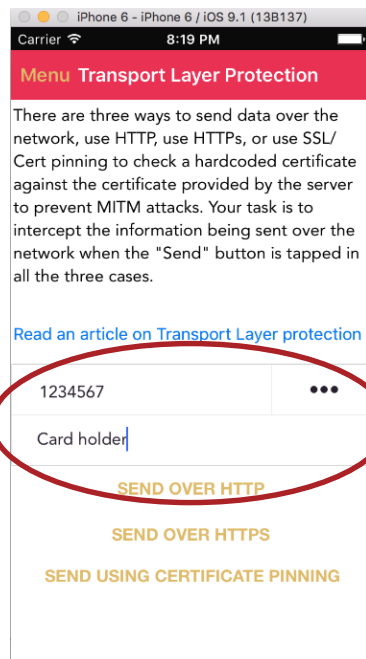 iPhone 6 - iPhone 6 / iOS 9.1 (13B137)
Carrier 8:19 PM
Menu Transport Layer Protection
There are three ways to send data over the
network, use HTTP, use HTTPs, or use SSL/
Cert pinning to check a hardcoded certificate
against the certificate provided by the server
to prevent MITM attacks. Your task is to
intercept the information being sent over the
network when the "Send" button is tapped in
all the three cases.
Read an article on Transport Layer protection
1234567 •••
Card holder
SEND OVER HTTP
SEND OVER HTTPS
SEND USING CERTIFICATE PINNING